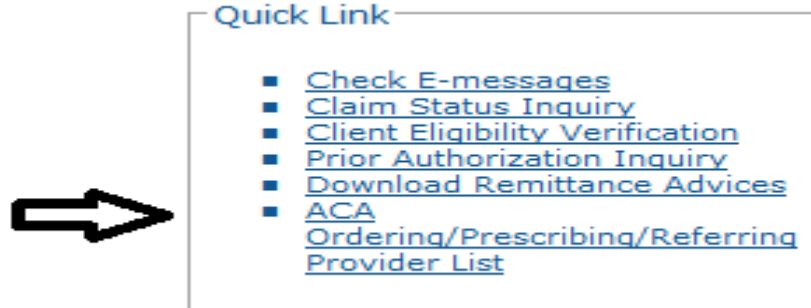 Quick Link
Check E-messages
Claim Status Inquiry
Client Eligibility Verification
Prior Authorization Inquiry
Download Remittance Advices
ACA
Ordering/Prescribing/Referring
Provider List